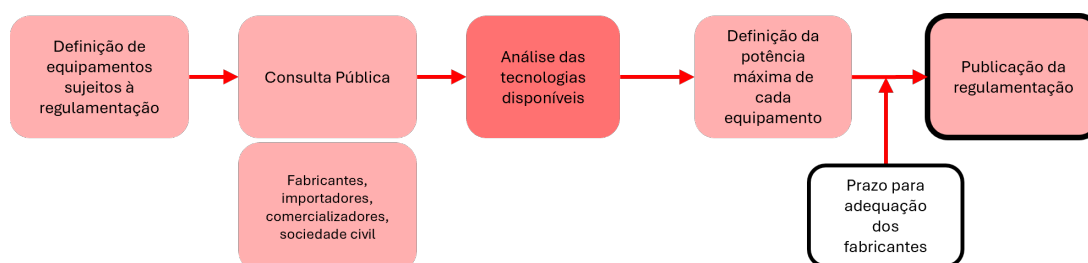 Definição de
equipamentos
sujeitos à
regulamentação
Consulta Pública
Fabricantes,
importadores,
comercializadores,
sociedade civil
Análise das
tecnologias
disponíveis
Definição da
potência
máxima de
cada
equipamento
Prazo para
adequação
dos
fabricantes
Publicação da
regulamentação